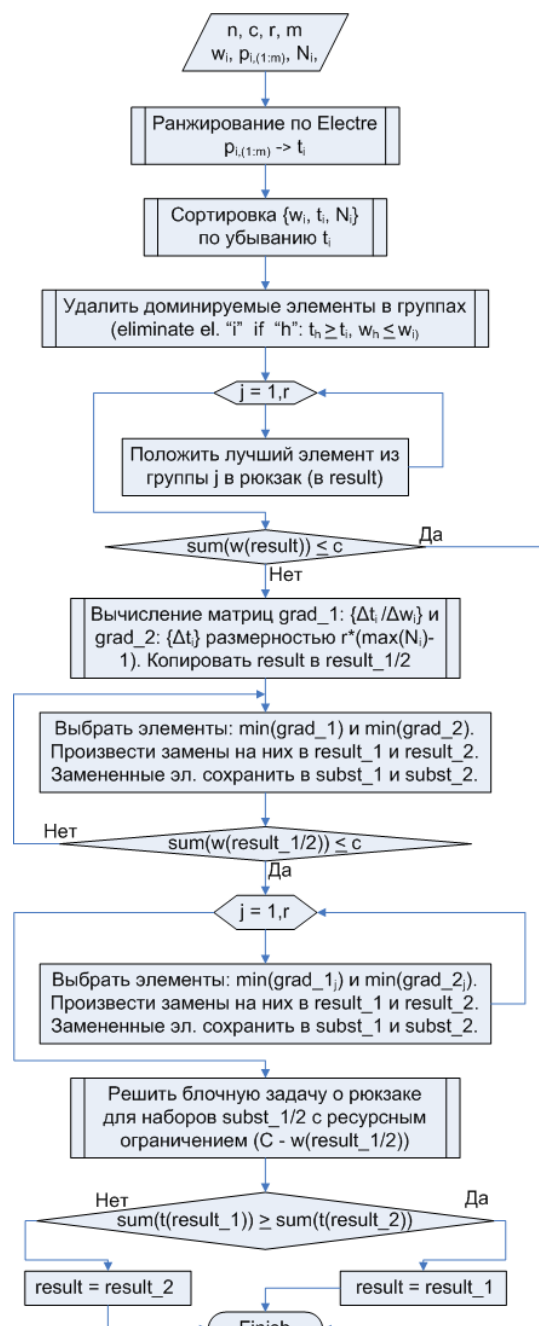 n, c, r, m
wᵢ, pᵢ,₍₁:ₘ₎, Nᵢ,
Ранжирование по Electre
pᵢ,₍₁:ₘ₎ -> tᵢ
Сортировка {wᵢ, tᵢ, Nᵢ}
по убыванию tᵢ
Удалить доминируемые элементы в группах
(eliminate el. “i” if “h”: tₕ ≥ tᵢ, wₕ ≤ wᵢ)
j = 1,r
Положить лучший элемент из
группы j в рюкзак (в result)
sum(w(result)) ≤ c
Да
Нет
Вычисление матриц grad_1: {Δtᵢ/Δwᵢ} и
grad_2: {Δtᵢ} размерностью r*(max(Nᵢ)-
1). Копировать result в result_1/2
Выбрать элементы: min(grad_1) и min(grad_2).
Произвести замены на них в result_1 и result_2.
Замененные эл. сохранить в subst_1 и subst_2.
Нет
sum(w(result_1/2)) ≤ c
Да
j = 1,r
Выбрать элементы: min(grad_1ⱼ) и min(grad_2ⱼ).
Произвести замены на них в result_1 и result_2.
Замененные эл. сохранить в subst_1 и subst_2.
Решить блочную задачу о рюкзаке
для наборов subst_1/2 с ресурсным
ограничением (C - w(result_1/2))
Нет
Да
sum(t(result_1)) ≥ sum(t(result_2))
result = result_2
result = result_1
Finish